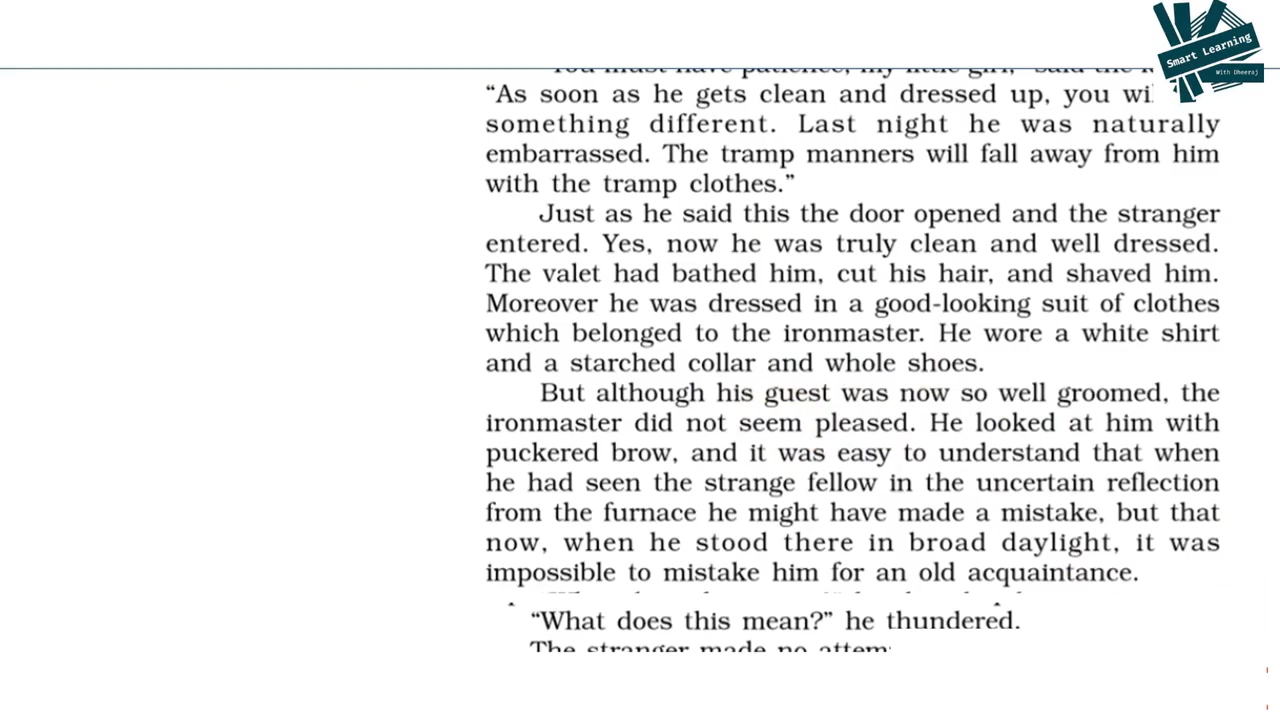 Smart Learning
With Dheeraj
"As soon as he gets clean and dressed up, you
something different. Last night he was naturally
embarrassed. The tramp manners will fall away from him
with the tramp clothes."
Just as he said this the door opened and the stranger
entered. Yes, now he was truly clean and well dressed.
The valet had bathed him, cut his hair, and shaved him.
Moreover he was dressed in a good-looking suit of clothes
which belonged to the ironmaster. He wore a white shirt
and a starched collar and whole shoes.
But although his guest was now so well groomed, the
ironmaster did not seem pleased. He looked at him with
puckered brow, and it was easy to understand that when
he had seen the strange fellow in the uncertain reflection
from the furnace he might have made a mistake, but that
now, when he stood there in broad daylight, it was
impossible to mistake him for an old acquaintance.
"What does this mean?" he thundered.
The stranger made no